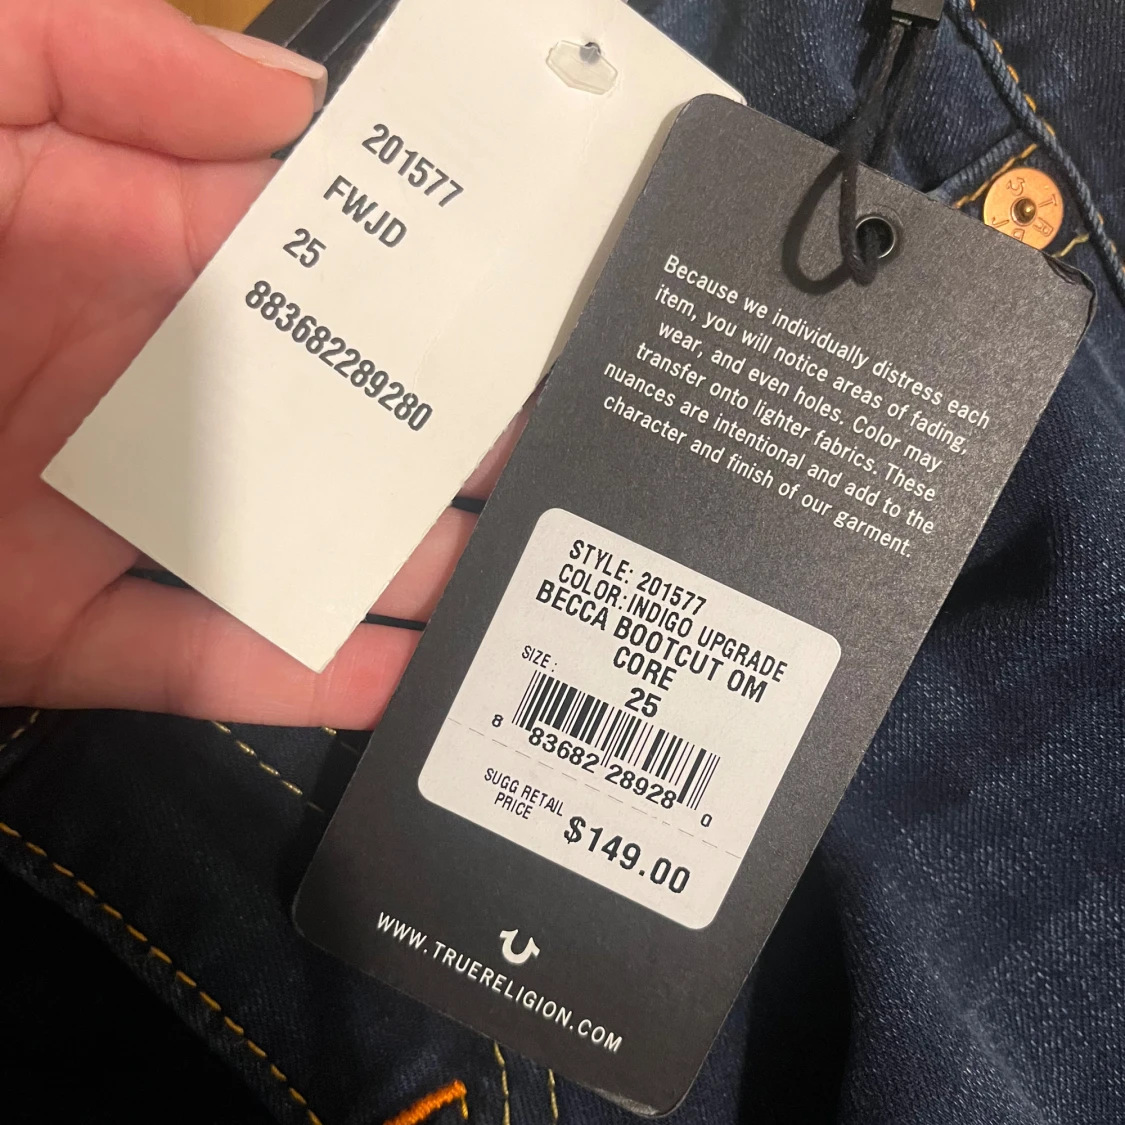 201577
FWJD
25
883682289280
Because we individually distress each
item, you will notice areas of fading,
wear, and even holes. Color may
transfer onto lighter fabrics. These
nuances are intentional and add to the
character and finish of our garment.
STYLE: 201577
COLOR:INDIGO UPGRADE
BECCA BOOTCUT OM
CORE
SIZE: 25
8 83682 28928 0
SUGG RETAIL
PRICE $149.00
WWW.TRUERELIGION.COM